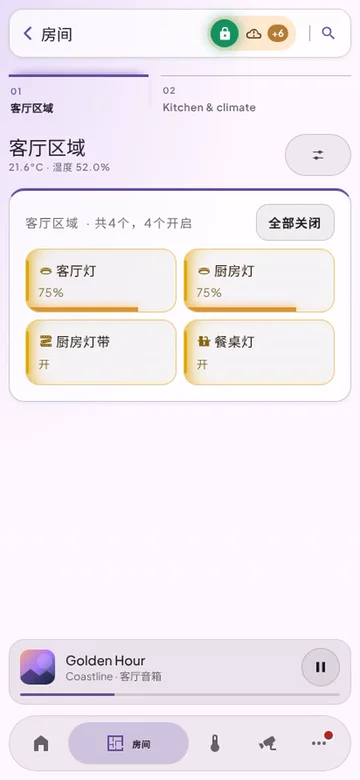 房间
+6
01
客厅区域
02
Kitchen & climate
客厅区域
21.6°C · 湿度 52.0%
客厅区域 · 共4个，4个开启
全部关闭
客厅灯
75%
厨房灯
75%
厨房灯带
开
餐桌灯
开
Golden Hour
Coastline · 客厅音箱
房间